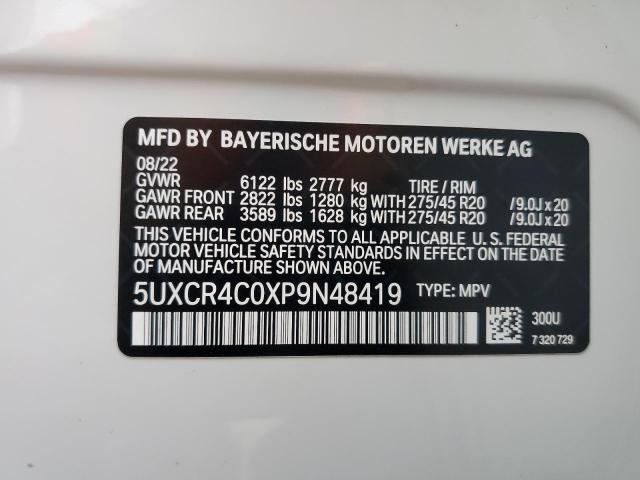 MFD BY BAYERISCHE MOTOREN WERKE AG
08/22
GVWR 6122 lbs 2777 kg TIRE / RIM
GAWR FRONT 2822 lbs 1280 kg WITH 275/45 R20 / 9.0J x 20
GAWR REAR 3589 lbs 1628 kg WITH 275/45 R20 / 9.0J x 20
THIS VEHICLE CONFORMS TO ALL APPLICABLE U. S. FEDERAL
MOTOR VEHICLE SAFETY STANDARDS IN EFFECT ON THE DATE
OF MANUFACTURE SHOWN ABOVE.
5UXCR4C0XP9N48419 TYPE: MPV
300U
7 320 729